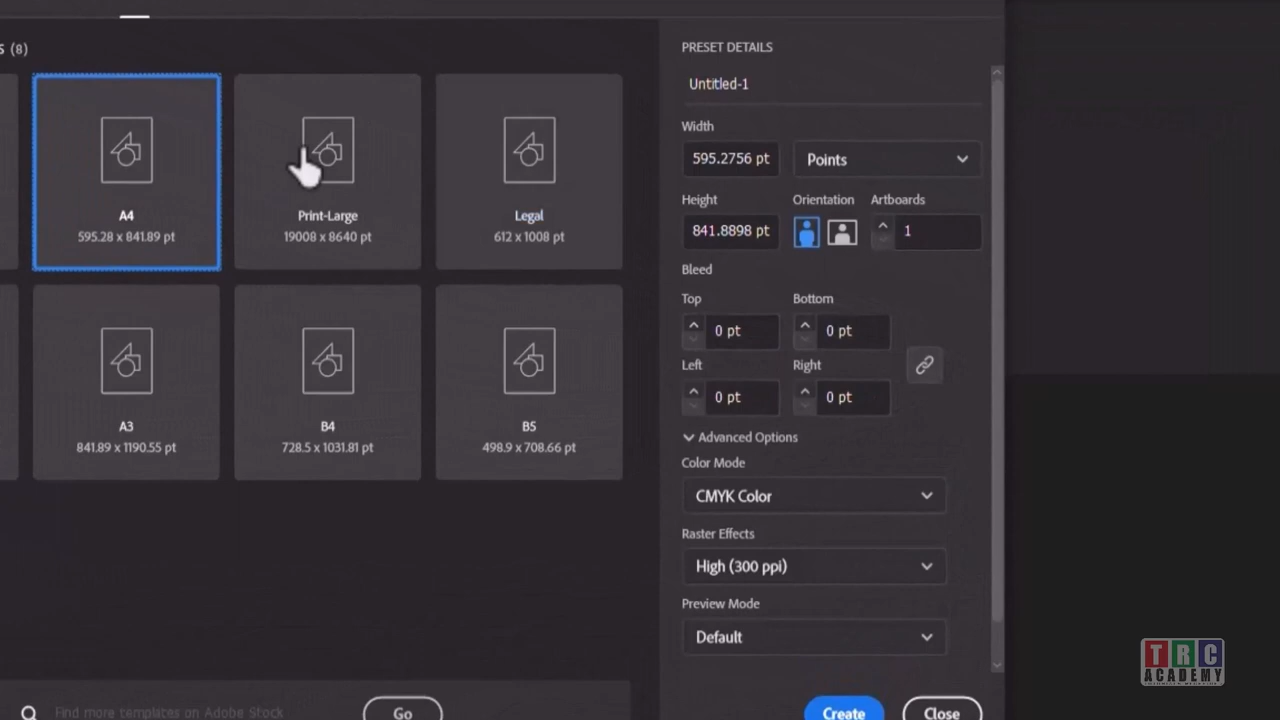 S (8)
A4
595.28 x 841.89 pt
Print-Large
19008 x 8640 pt
Legal
612 x 1008 pt
A3
841.89 x 1190.55 pt
B4
728.5 x 1031.81 pt
B5
498.9 x 708.66 pt
Find more templates on Adobe Stock
Go
PRESET DETAILS
Untitled-1
Width
595.2756 pt
Points
Height
Orientation
Artboards
841.8898 pt
1
Bleed
Top
Bottom
0 pt
0 pt
Left
Right
0 pt
0 pt
Advanced Options
Color Mode
CMYK Color
Raster Effects
High (300 ppi)
Preview Mode
Default
Create
Close
TRC
ACADEMY